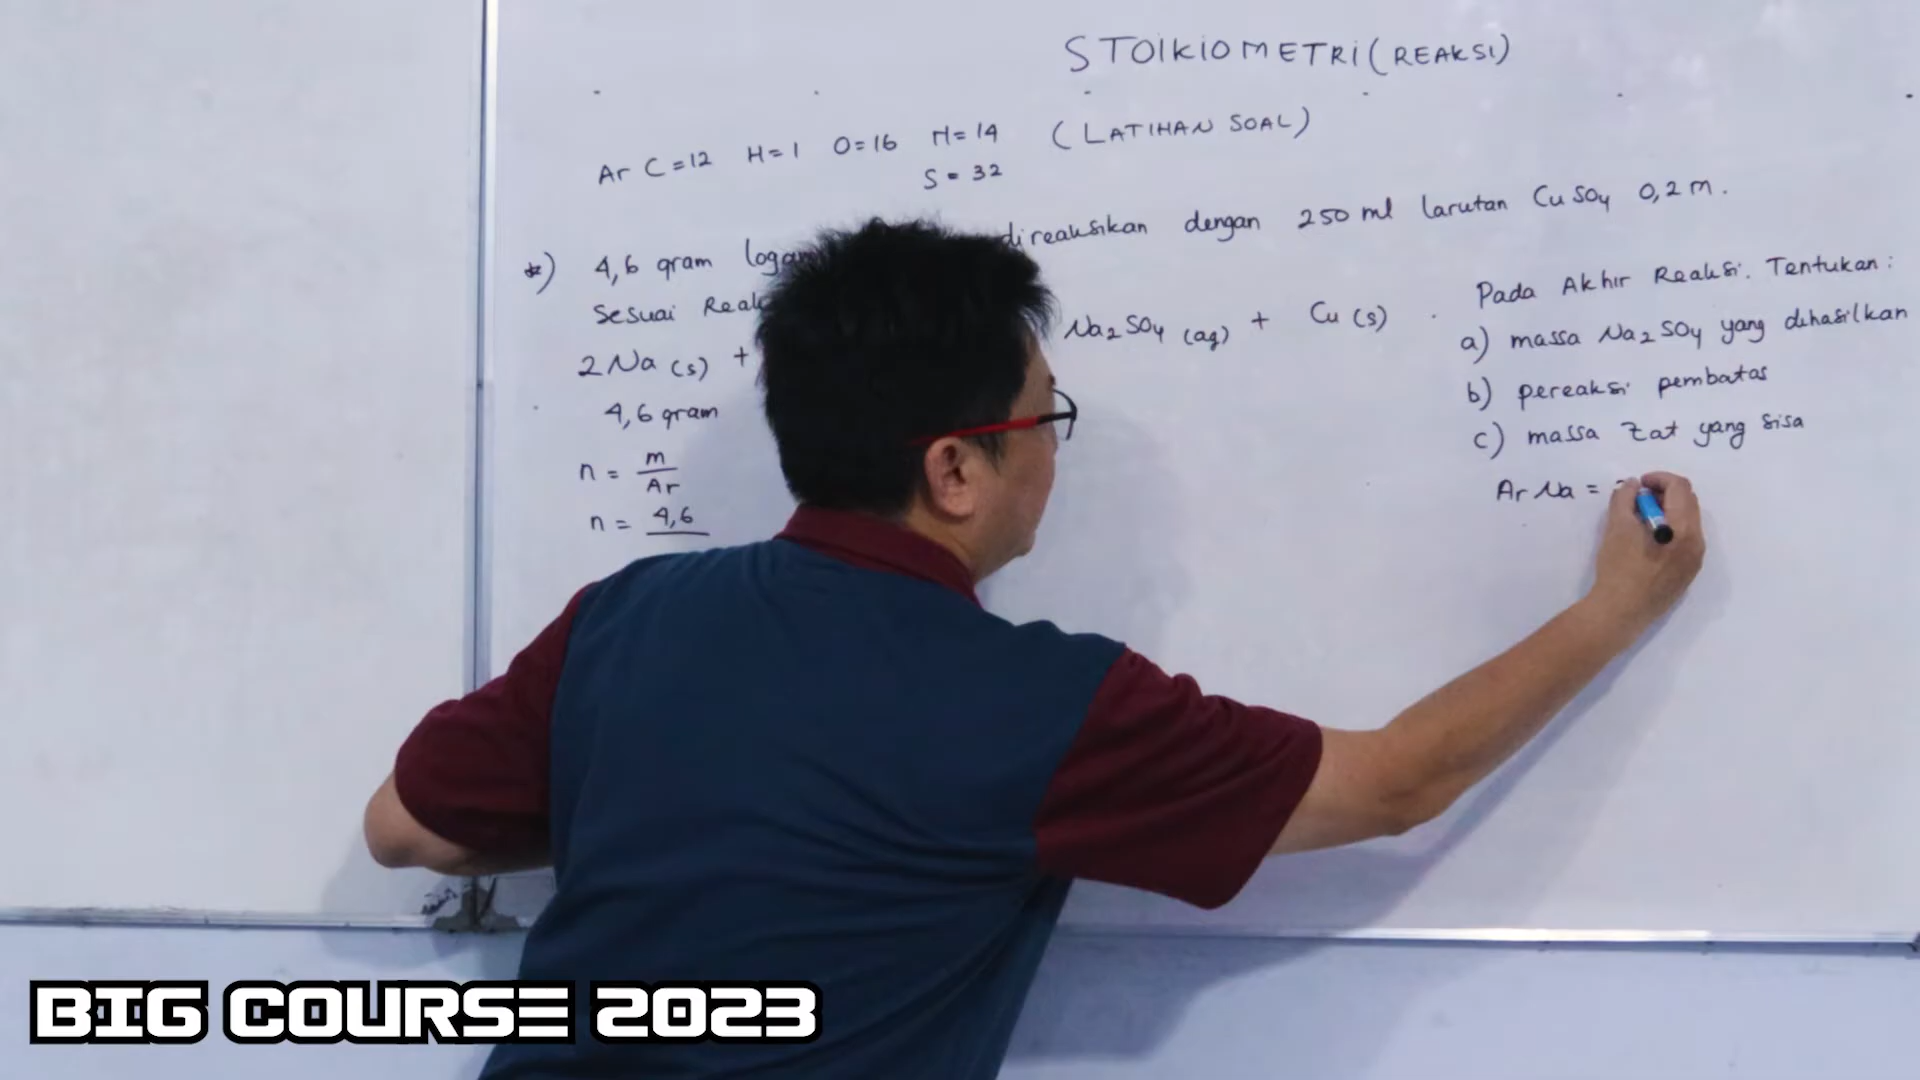 STOIKIOMETRI (REAKSI)
Ar C = 12 H = 1 O = 16 N = 14 (LATIHAN SOAL)
S = 32
*) 4,6 gram logam direaksikan dengan 250 ml larutan CuSO4 0,2 m.
Sesuai
2Na (s) + Na2SO4 (aq) + Cu (s) .
4,6 gram
n = m / Ar
n = 4,6
Pada Akhir Reaksi. Tentukan :
a) massa Na2SO4 yang dihasilkan
b) pereaksi pembatas
c) massa zat yang sisa
Ar Na =
BIG COURSE 2023